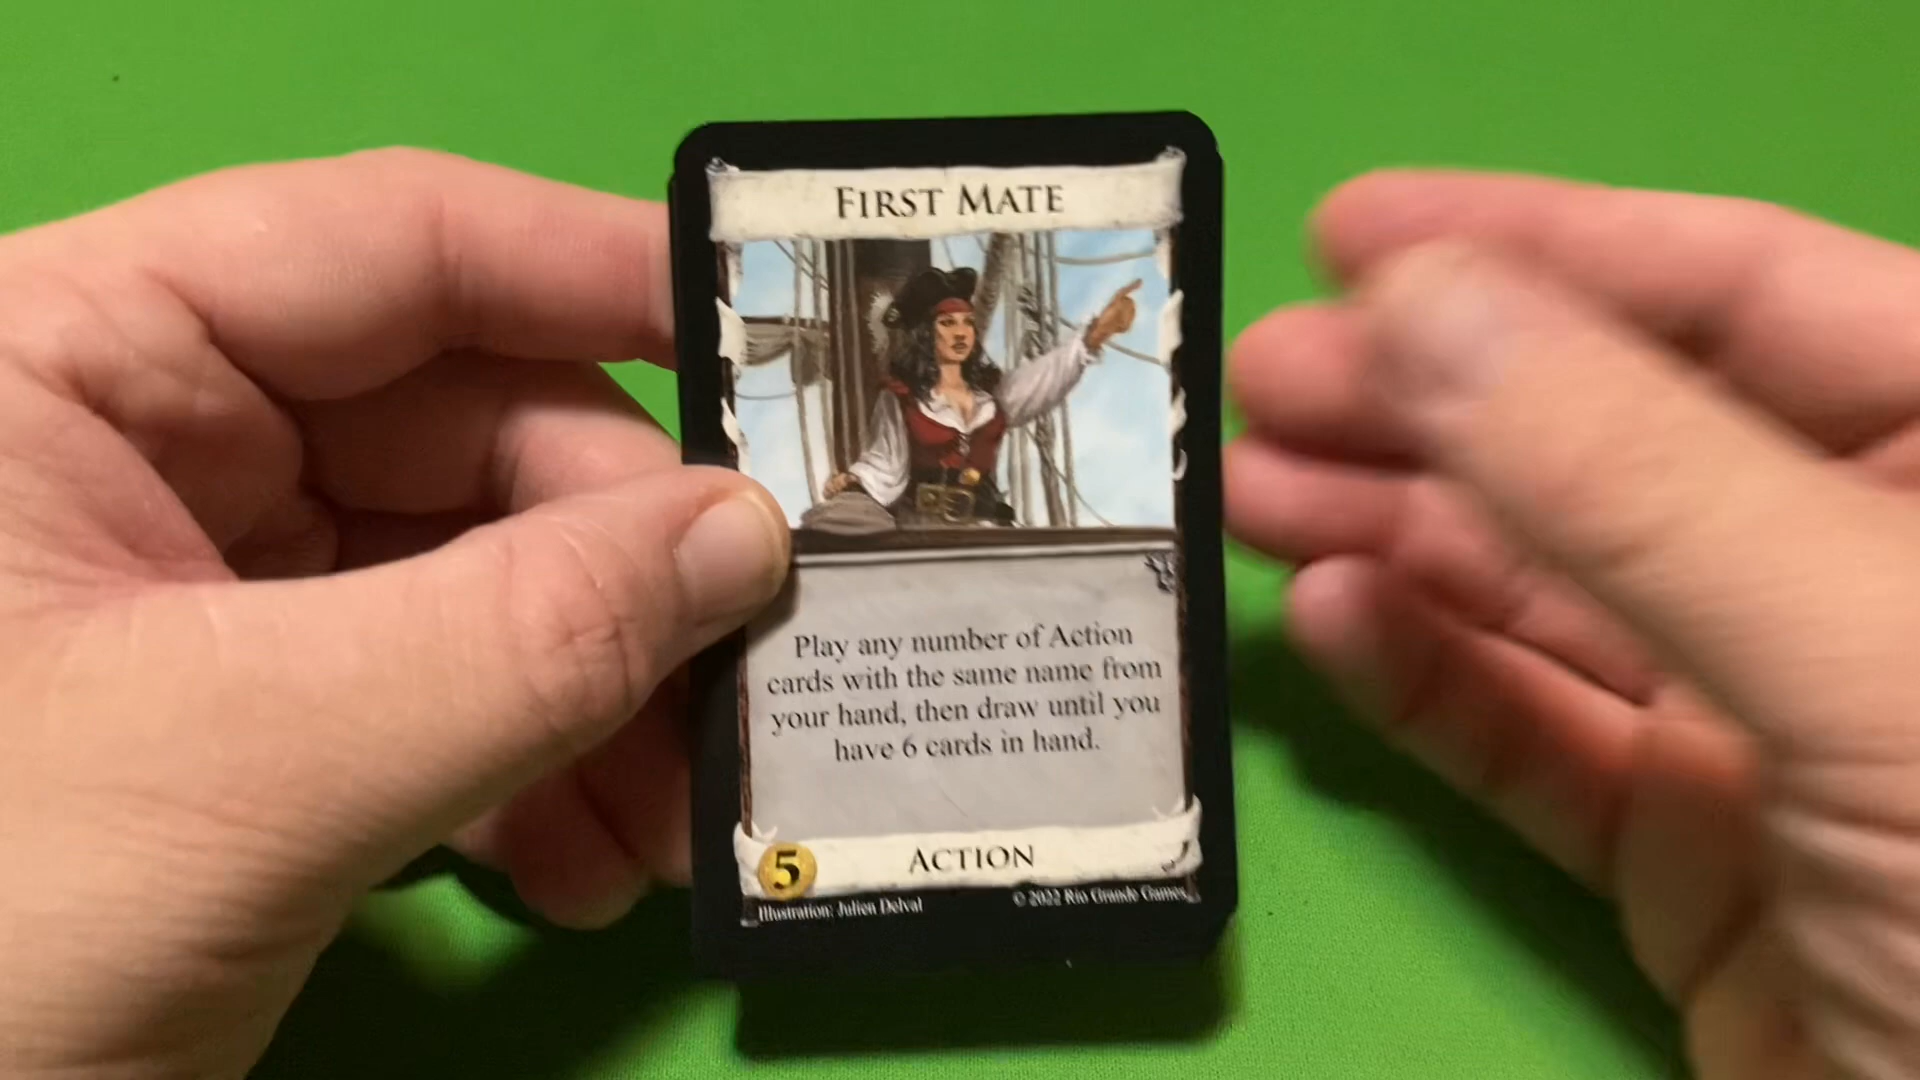 FIRST MATE
Play any number of Action
cards with the same name from
your hand, then draw until you
have 6 cards in hand.
5 ACTION
Illustration: Julien Delval © 2022 Rio Grande Games